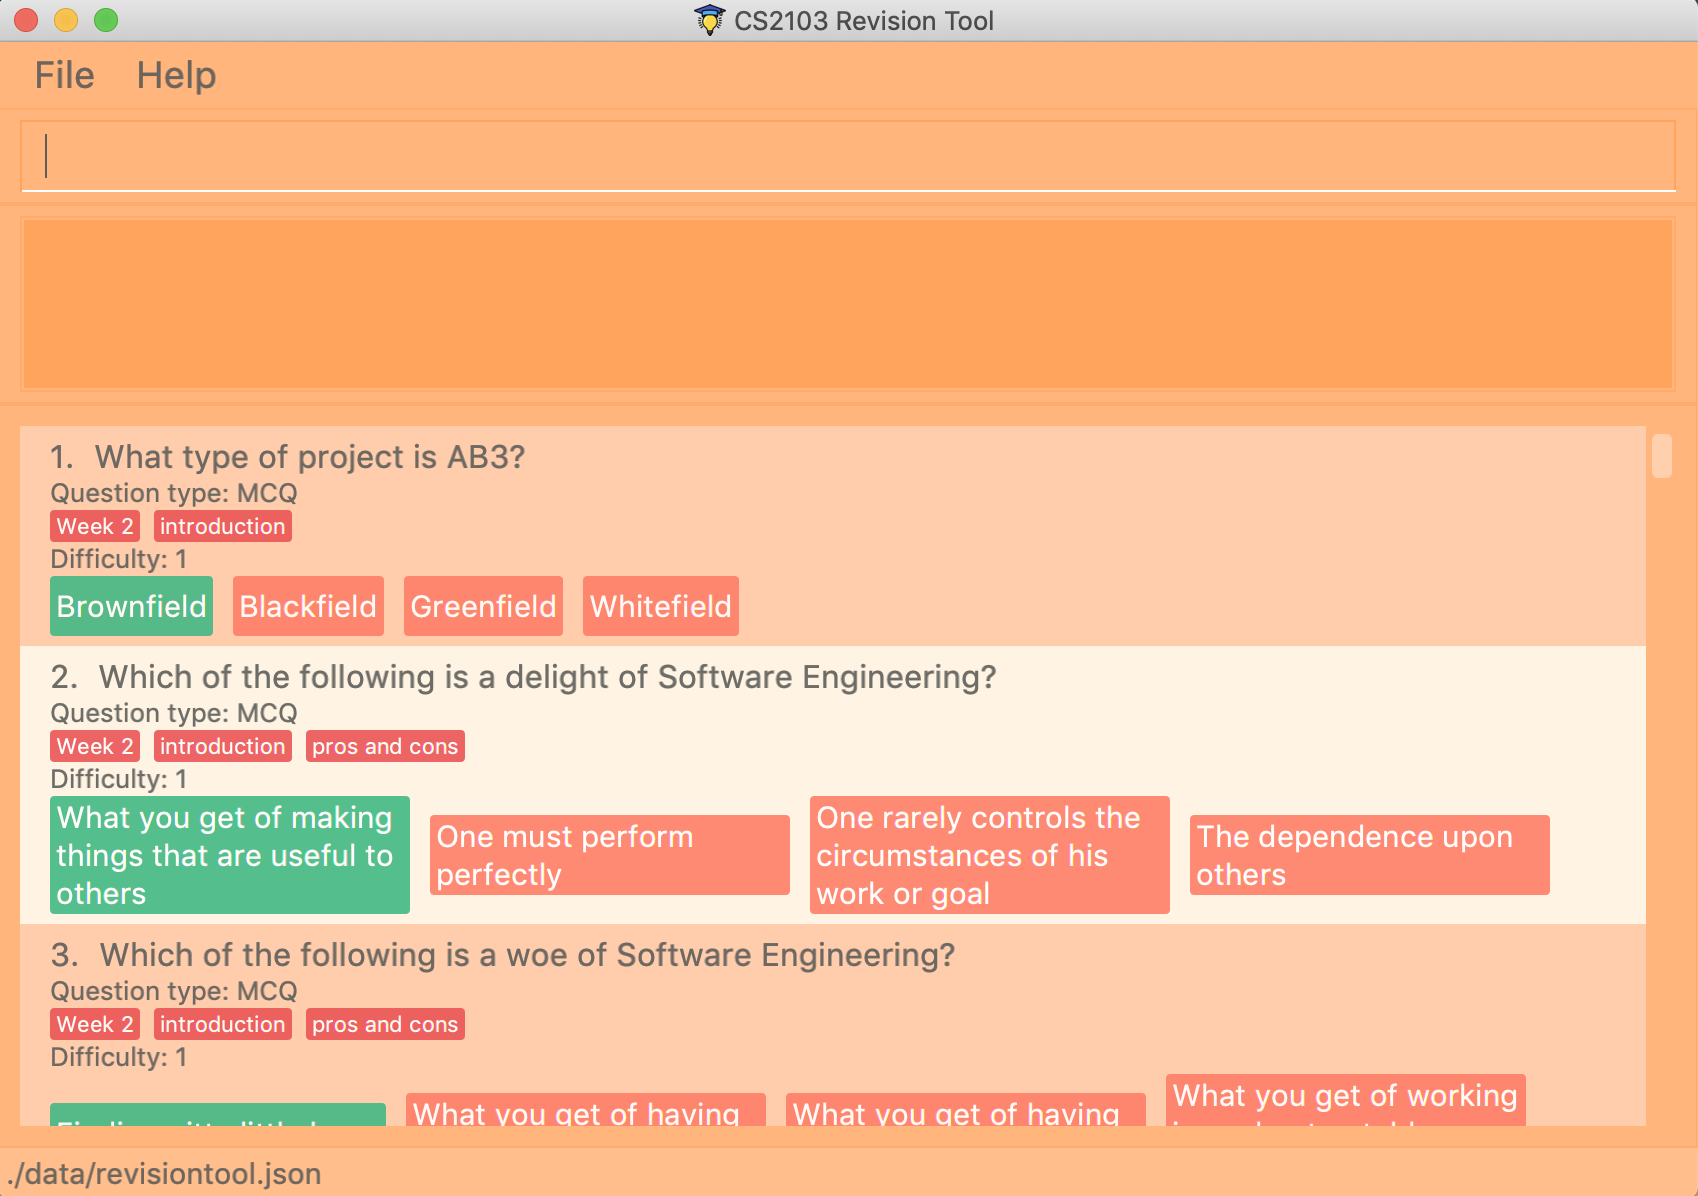 CS2103 Revision Tool
File Help
1. What type of project is AB3?
Question type: MCQ
Week 2 introduction
Difficulty: 1
Brownfield Blackfield Greenfield Whitefield
2. Which of the following is a delight of Software Engineering?
Question type: MCQ
Week 2 introduction pros and cons
Difficulty: 1
What you get of making
things that are useful to
others
One must perform
perfectly
One rarely controls the
circumstances of his
work or goal
The dependence upon
others
3. Which of the following is a woe of Software Engineering?
Question type: MCQ
Week 2 introduction pros and cons
Difficulty: 1
What you get of having
What you get of having
What you get of working
./data/revisiontool.json